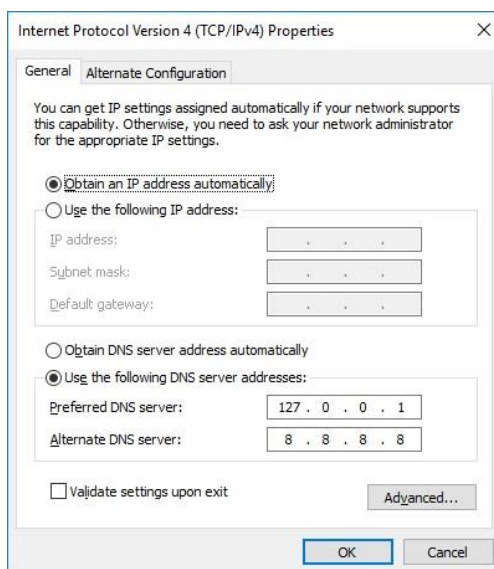 Internet Protocol Version 4 (TCP/IPv4) Properties
General
Alternate Configuration
You can get IP settings assigned automatically if your network supports
this capability. Otherwise, you need to ask your network administrator
for the appropriate IP settings.
Obtain an IP address automatically
Use the following IP address:
IP address:
. . .
Subnet mask:
. . .
Default gateway:
. . .
Obtain DNS server address automatically
Use the following DNS server addresses:
Preferred DNS server:
127 . 0 . 0 . 1
Alternate DNS server:
8 . 8 . 8 . 8
Validate settings upon exit
Advanced...
OK
Cancel